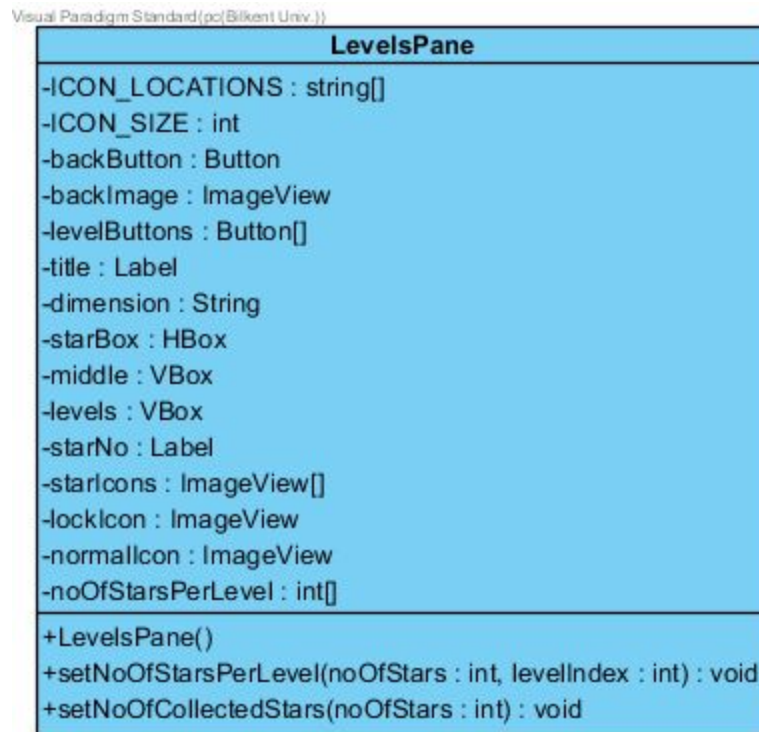 Visual Paradigm Standard(pc(Bilkent Univ.))
LevelsPane
-ICON_LOCATIONS : string[]
-ICON_SIZE : int
-backButton : Button
-backImage : ImageView
-levelButtons : Button[]
-title : Label
-dimension : String
-starBox : HBox
-middle : VBox
-levels : VBox
-starNo : Label
-starIcons : ImageView[]
-lockIcon : ImageView
-normalIcon : ImageView
-noOfStarsPerLevel : int[]
+LevelsPane()
+setNoOfStarsPerLevel(noOfStars : int, levelIndex : int) : void
+setNoOfCollectedStars(noOfStars : int) : void